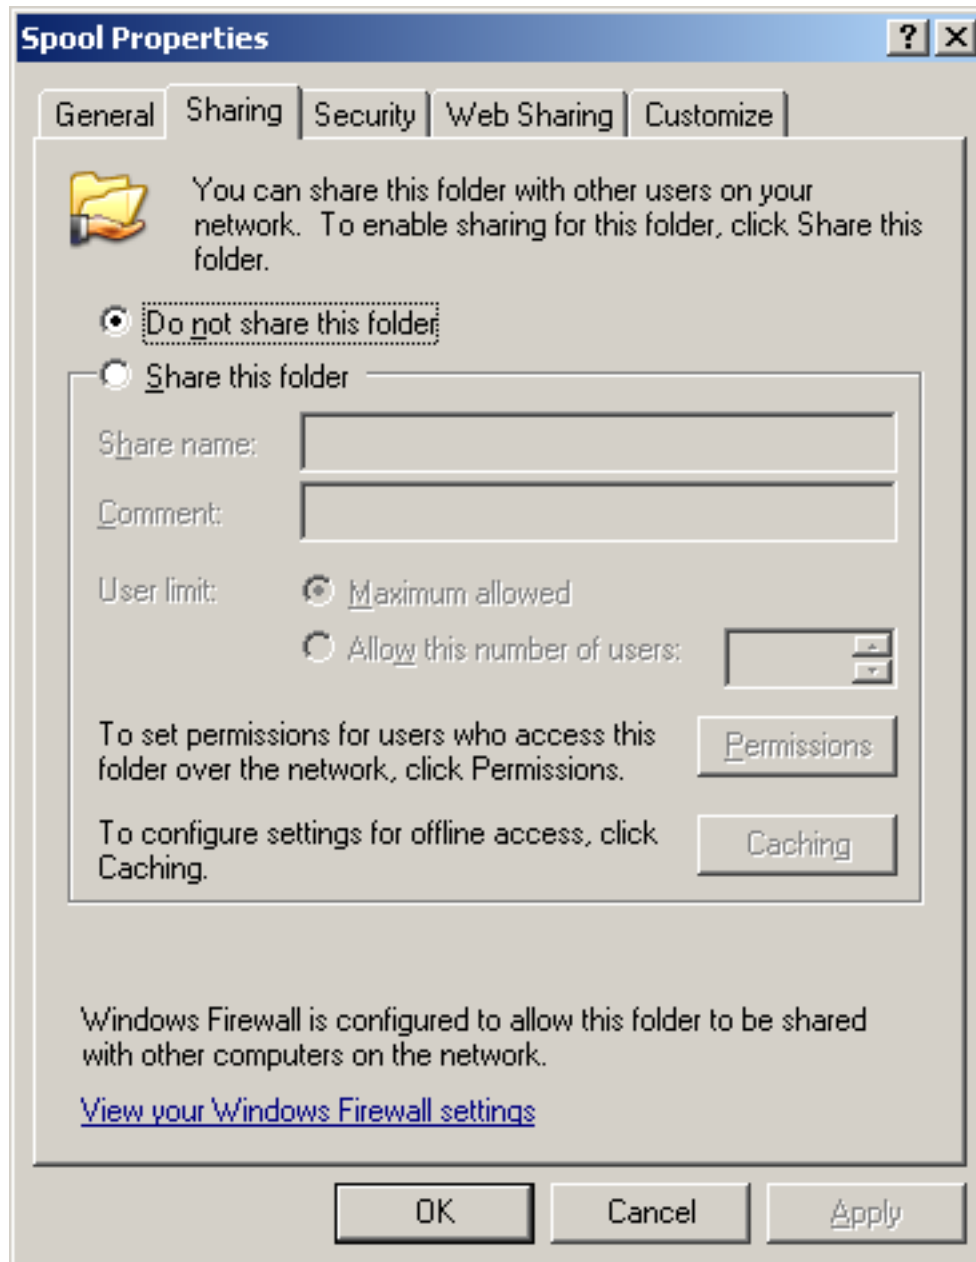 Spool Properties
General Sharing Security Web Sharing Customize
You can share this folder with other users on your
network. To enable sharing for this folder, click Share this
folder.
Do not share this folder
Share this folder
Share name:
Comment:
User limit: Maximum allowed
Allow this number of users:
To set permissions for users who access this
folder over the network, click Permissions.
Permissions
To configure settings for offline access, click
Caching.
Caching
Windows Firewall is configured to allow this folder to be shared
with other computers on the network.
View your Windows Firewall settings
OK Cancel Apply